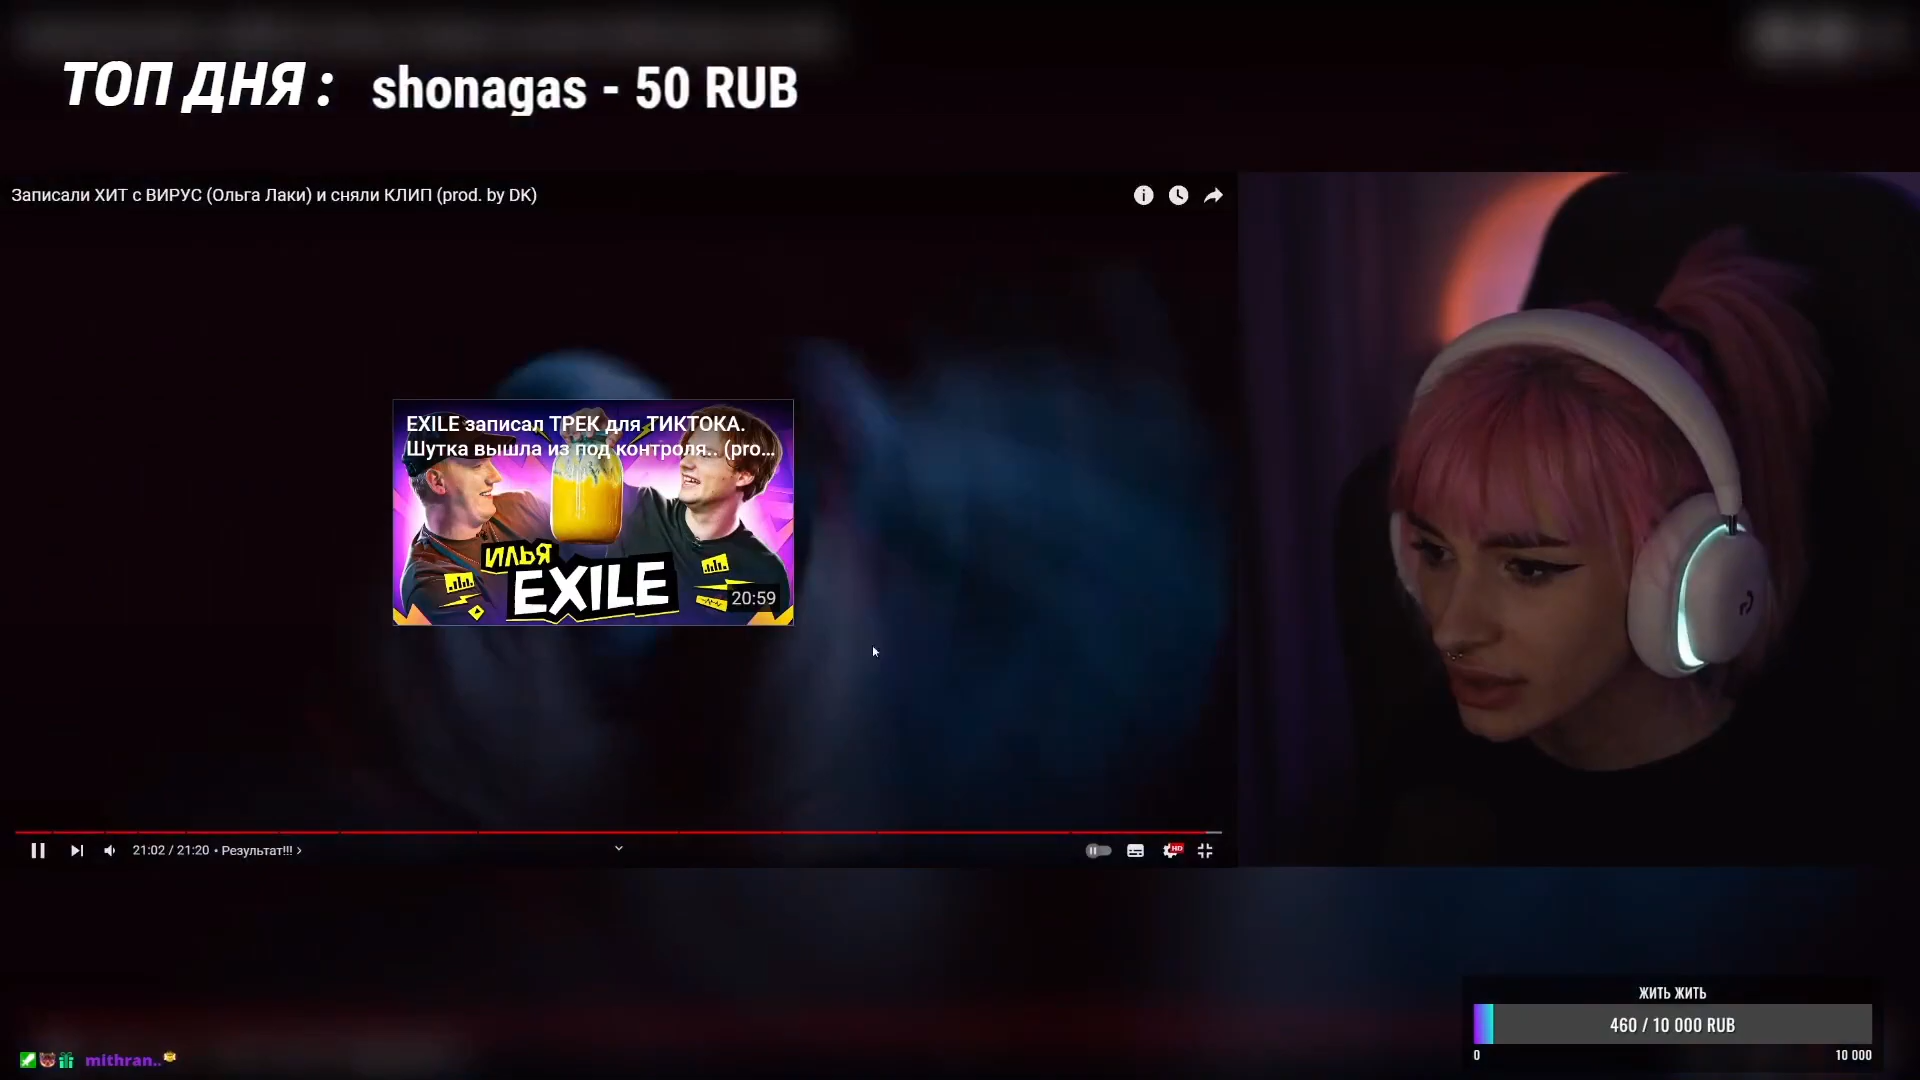 ТОП ДНЯ : shonagas - 50 RUB
Записали ХИТ с ВИРУС (Ольга Лаки) и сняли КЛИП (prod. by DK)
EXILE записал ТРЕК для ТИКТОКА.
Шутка вышла из под контроля.. (pro...
ИЛЬЯ
EXILE
20:59
21:02 / 21:20 • Результат!!! ›
HD
ЖИТЬ ЖИТЬ
460 / 10 000 RUB
0 10 000
mithran..